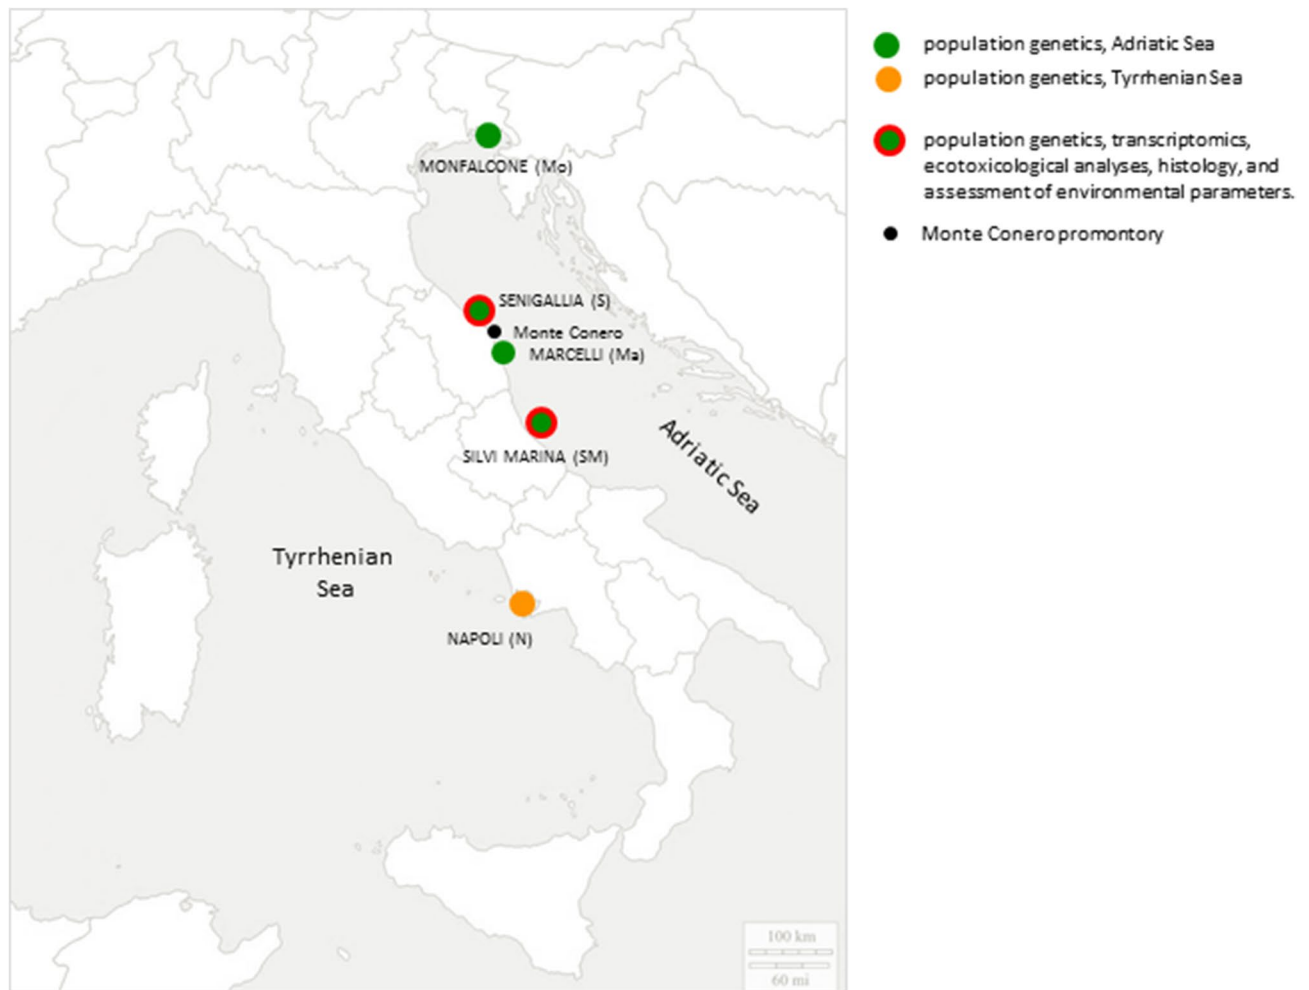 population genetics, Adriatic Sea
population genetics, Tyrrhenian Sea
population genetics, transcriptomics,
ecotoxicological analyses, histology, and
assessment of environmental parameters.
Monte Conero promontory
MONFALCONE (Mo)
SENIGALLIA (S)
Monte Conero
MARCELLI (Ma)
SILVI MARINA (SM)
Adriatic Sea
Tyrrhenian
Sea
NAPOLI (N)
100 km
60 mi